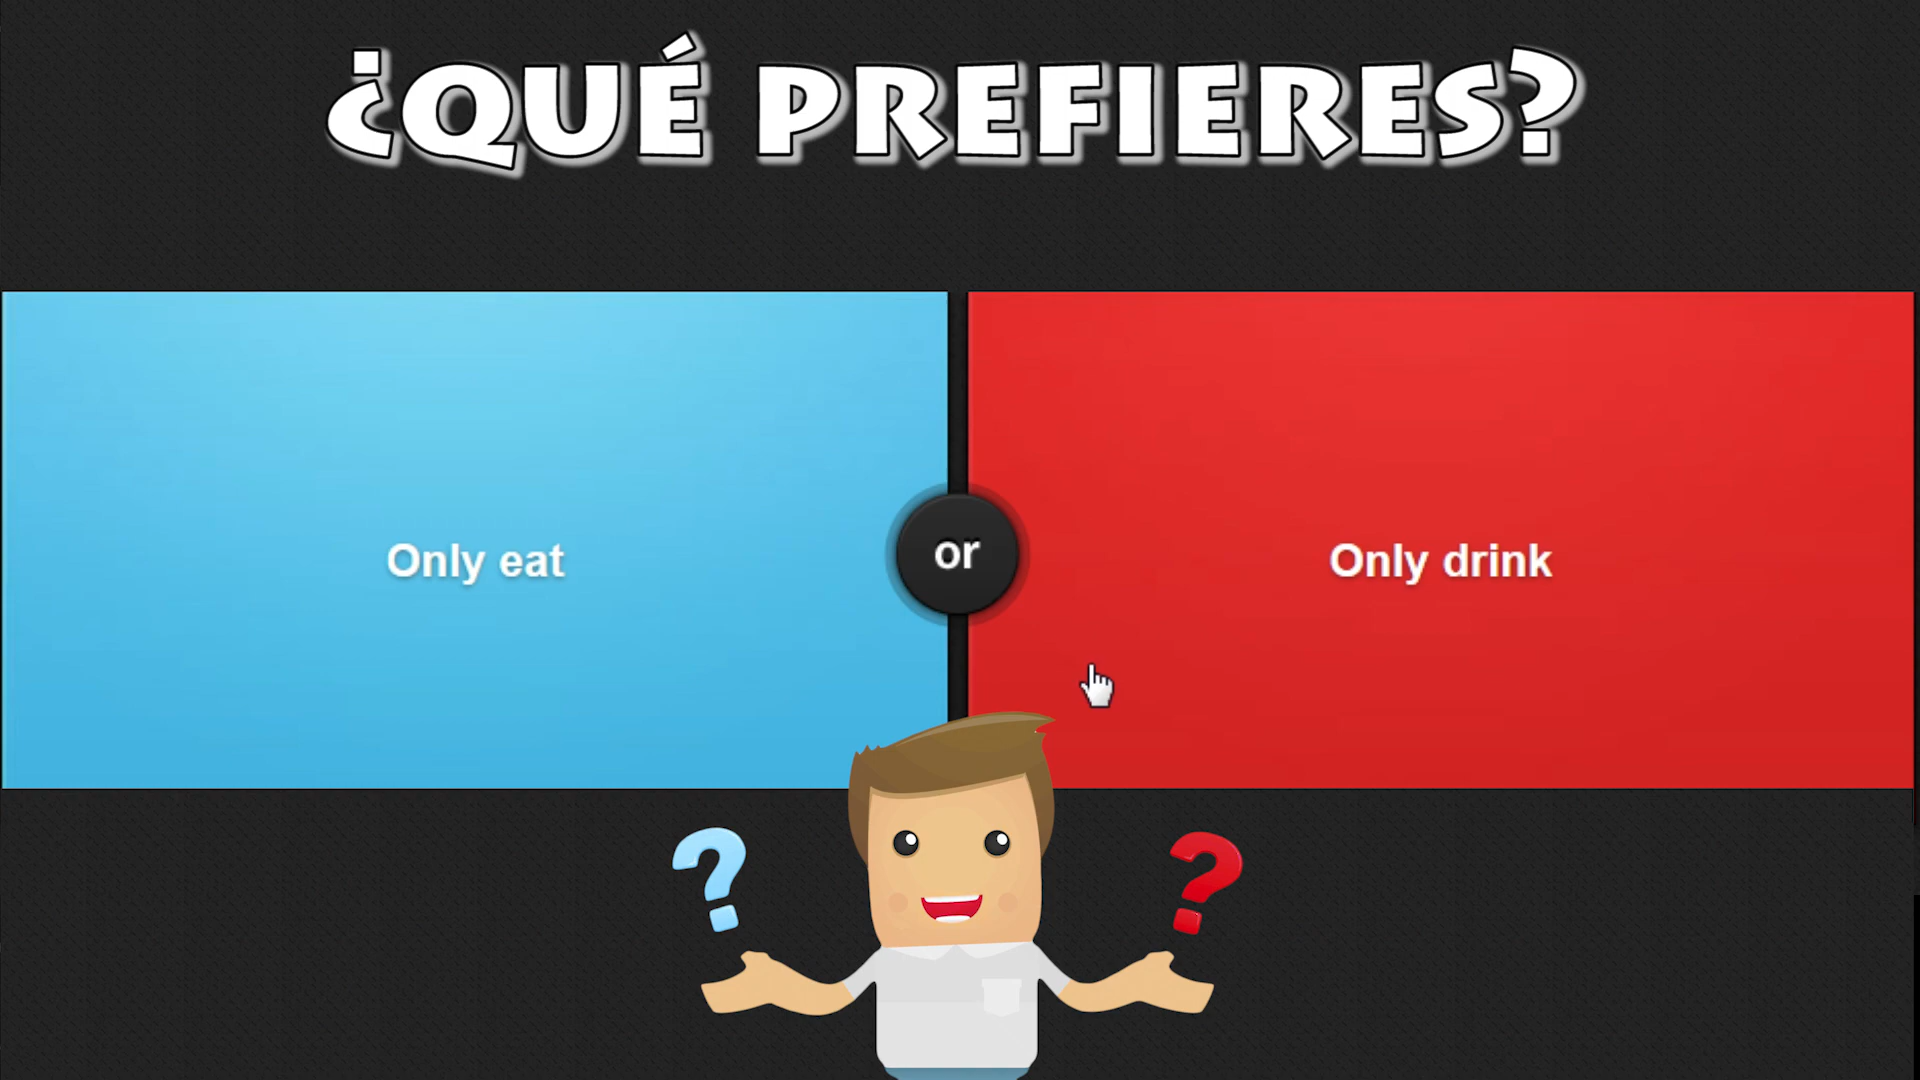 ¿QUÉ PREFIERES?
Only eat
or
Only drink
? ?